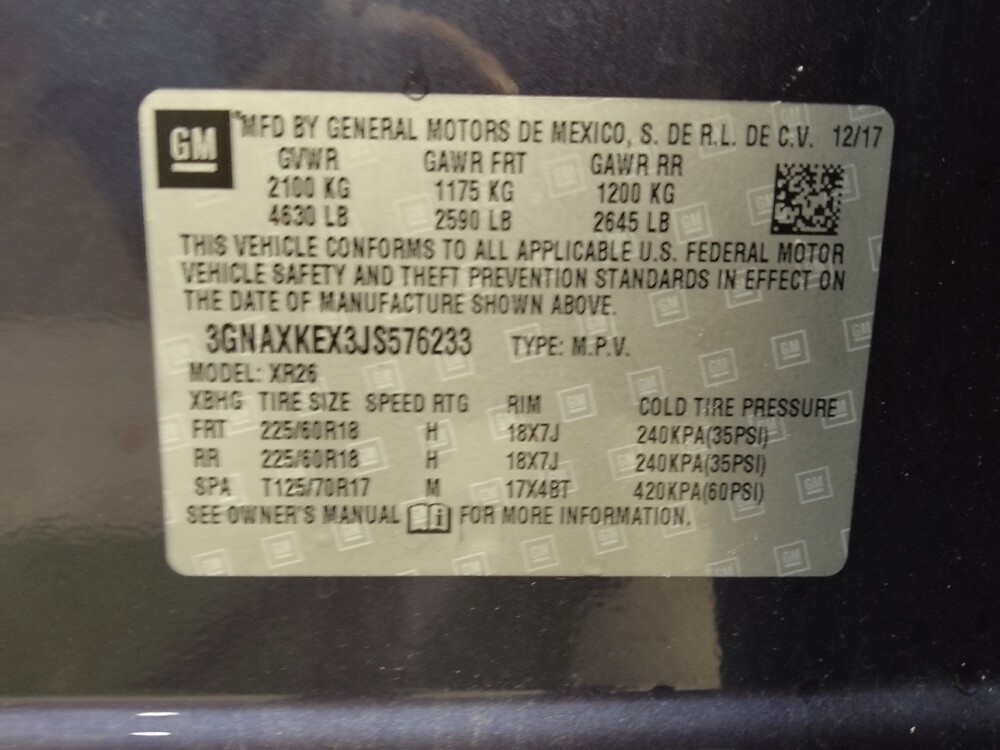 GM MFD BY GENERAL MOTORS DE MEXICO, S. DE R.L. DE C.V. 12/17
GVWR GAWR FRT GAWR RR
2100 KG 1175 KG 1200 KG
4630 LB 2590 LB 2645 LB
THIS VEHICLE CONFORMS TO ALL APPLICABLE U.S. FEDERAL MOTOR
VEHICLE SAFETY AND THEFT PREVENTION STANDARDS IN EFFECT ON
THE DATE OF MANUFACTURE SHOWN ABOVE.
3GNAXKEX3JS576233 TYPE: M.P.V.
MODEL: XR26
XBHG TIRE SIZE SPEED RTG RIM COLD TIRE PRESSURE
FRT 225/60R18 H 18X7J 240KPA(35PSI)
RR 225/60R18 H 18X7J 240KPA(35PSI)
SPA T125/70R17 M 17X4BT 420KPA(60PSI)
SEE OWNER'S MANUAL i FOR MORE INFORMATION.